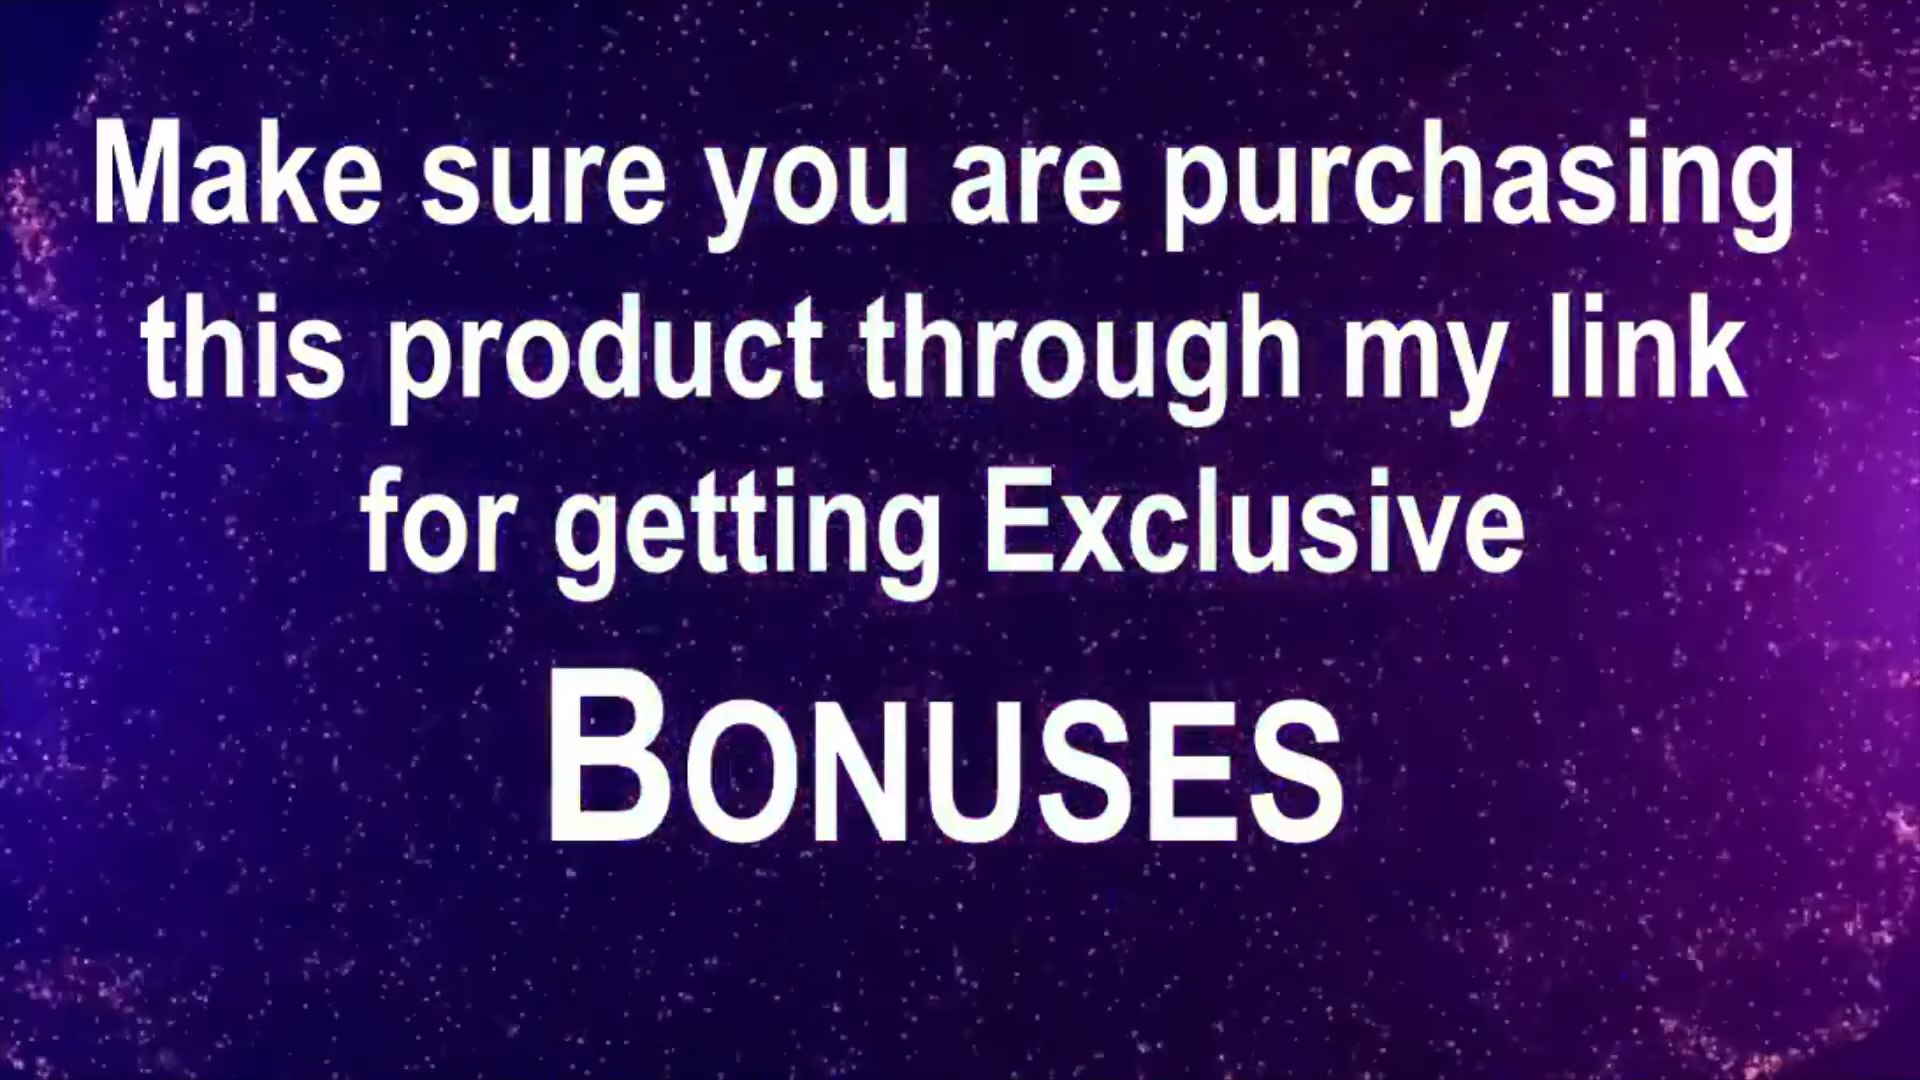 Make sure you are purchasing
this product through my link
for getting Exclusive
BONUSES